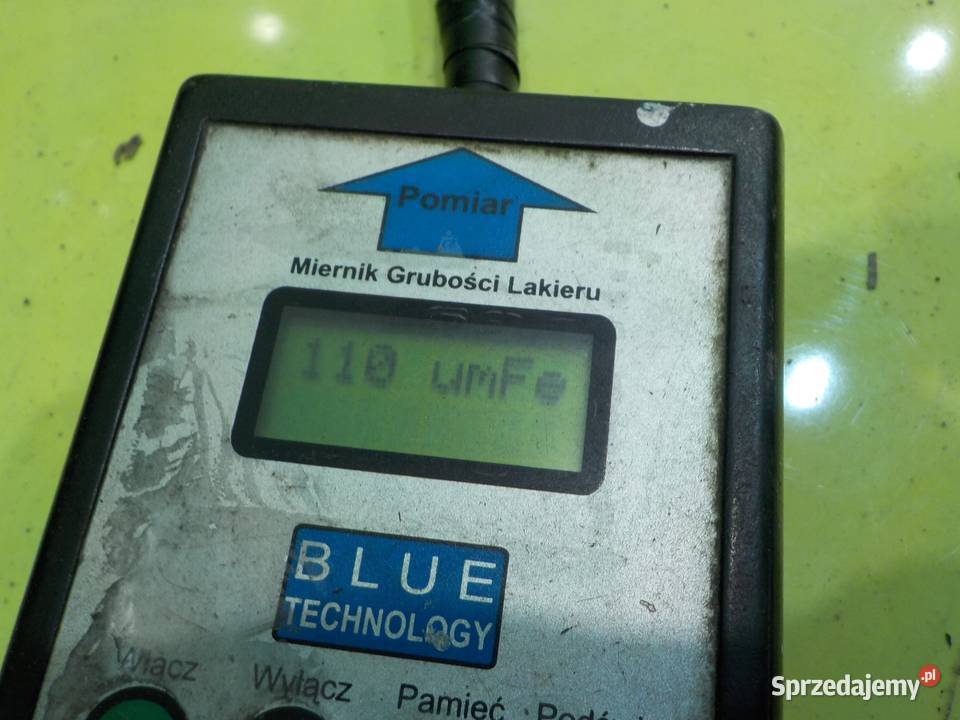 Pomiar
Miernik Grubości Lakieru
110 umFe
BLUE
TECHNOLOGY
Włącz Wyłącz Pamięć
Sprzedajemy.pl